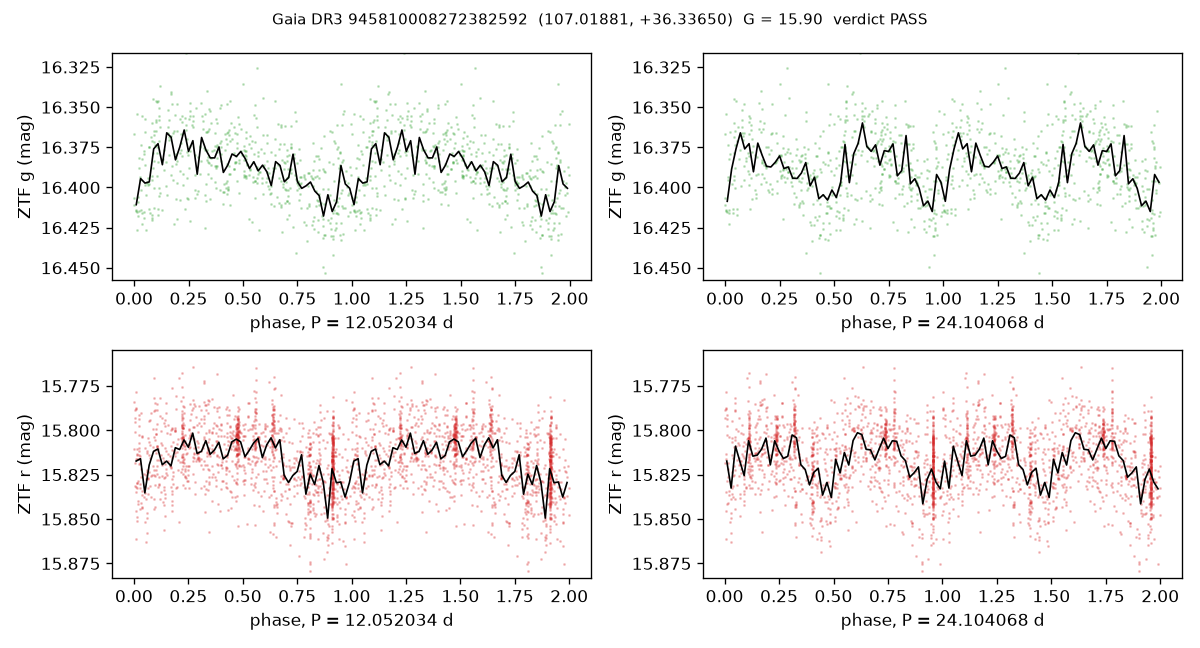 Gaia DR3 945810008272382592 (107.01881, +36.33650) G = 15.90 verdict PASS
ZTF g (mag)
16.325
16.350
16.375
16.400
16.425
16.450
0.00 0.25 0.50 0.75 1.00 1.25 1.50 1.75 2.00
phase, P = 12.052034 d
ZTF g (mag)
16.325
16.350
16.375
16.400
16.425
16.450
0.00 0.25 0.50 0.75 1.00 1.25 1.50 1.75 2.00
phase, P = 24.104068 d
ZTF r (mag)
15.775
15.800
15.825
15.850
15.875
0.00 0.25 0.50 0.75 1.00 1.25 1.50 1.75 2.00
phase, P = 12.052034 d
ZTF r (mag)
15.775
15.800
15.825
15.850
15.875
0.00 0.25 0.50 0.75 1.00 1.25 1.50 1.75 2.00
phase, P = 24.104068 d